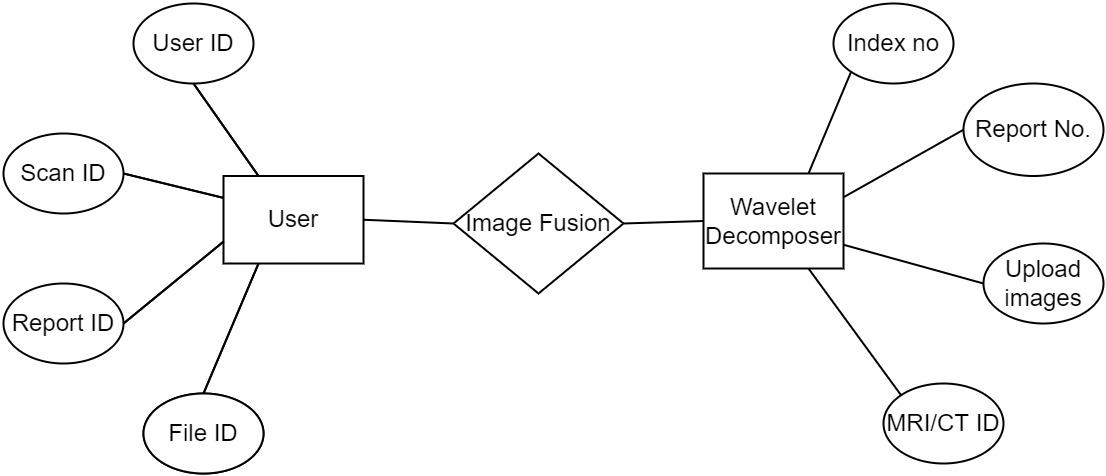 User ID
Index no
Report No.
Scan ID
User
Image Fusion
Wavelet
Decomposer
Upload
images
Report ID
File ID
MRI/CT ID